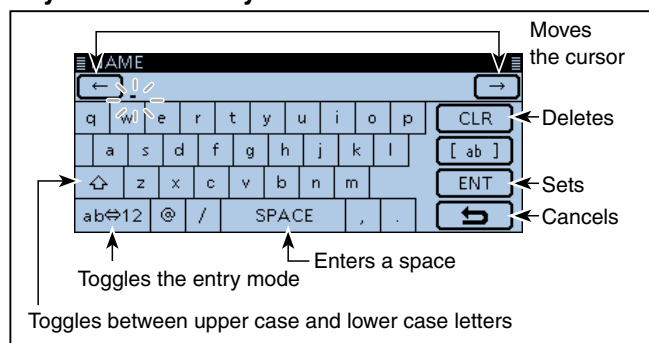 Moves
the cursor
NAME
← →
q w e r t y u i o p CLR Deletes
a s d f g h j k l [ ab ]
z x c v b n m ENT Sets
ab⇔12 @ / SPACE , . Cancels
Enters a space
Toggles the entry mode
Toggles between upper case and lower case letters